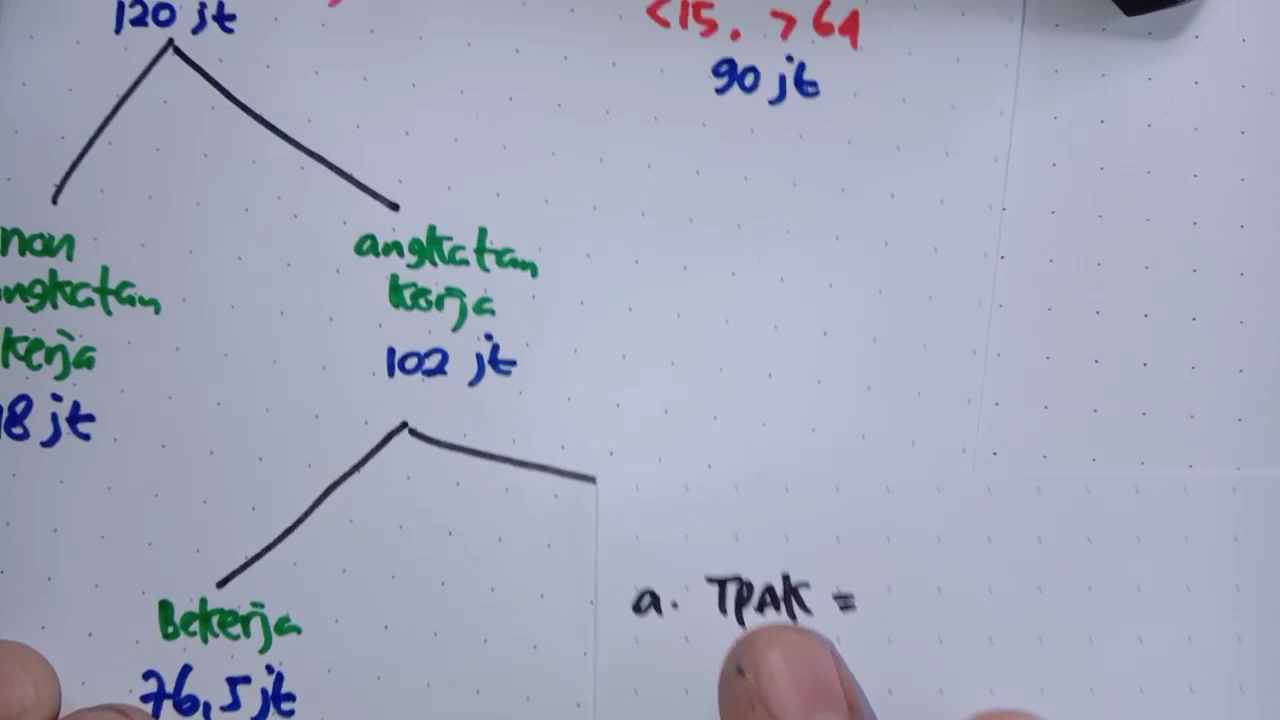 120 jt
<15. >64
90 jt
non
angkatan
kerja
18 jt
angkatan
kerja
102 jt
Bekerja
76,5 jt
a. TPAK =